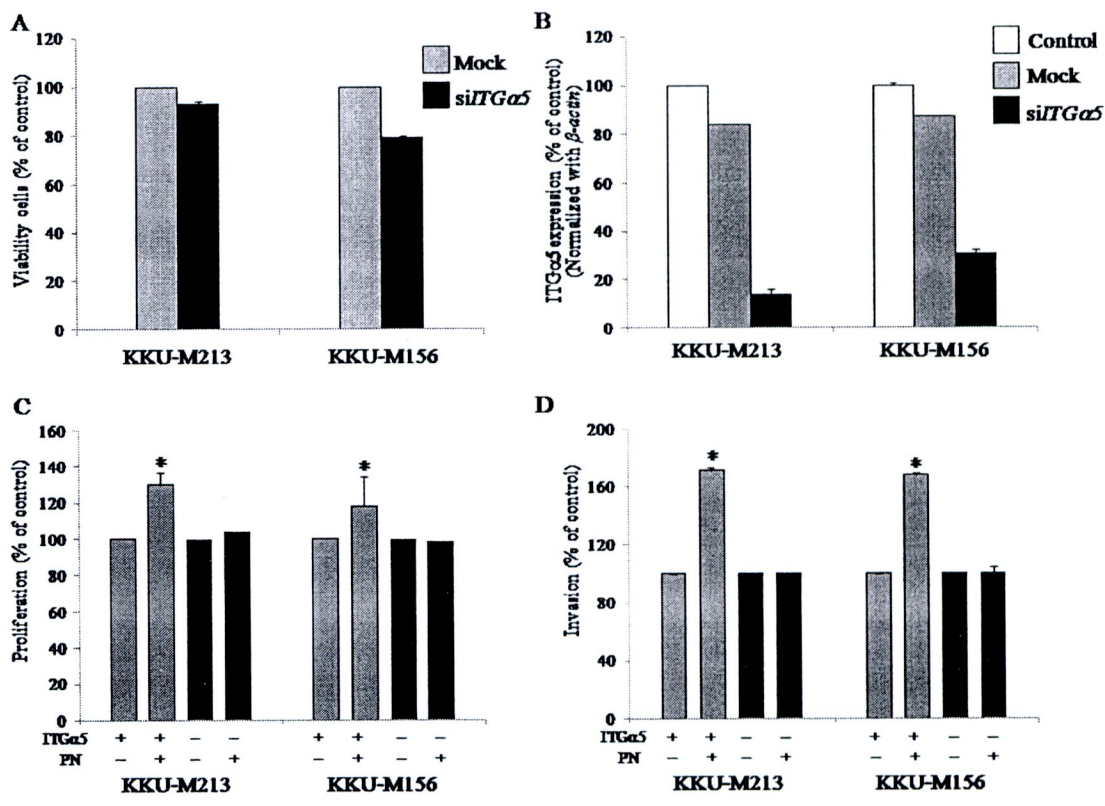 A
Viability cells (% of control)
120
100
80
60
40
20
0
KKU-M213
KKU-M156
Mock
siITGα5
B
ITGα5 expression (% of control)
(Normalized with β-actin)
120
100
80
60
40
20
0
KKU-M213
KKU-M156
Control
Mock
siITGα5
C
Proliferation (% of control)
160
140
120
100
80
60
40
20
0
*
*
ITGα5 + + − − + + − −
PN − + − + − + − +
KKU-M213
KKU-M156
D
Invasion (% of control)
200
160
120
80
40
0
*
*
ITGα5 + + − − + + − −
PN − + − + − + − +
KKU-M213
KKU-M156